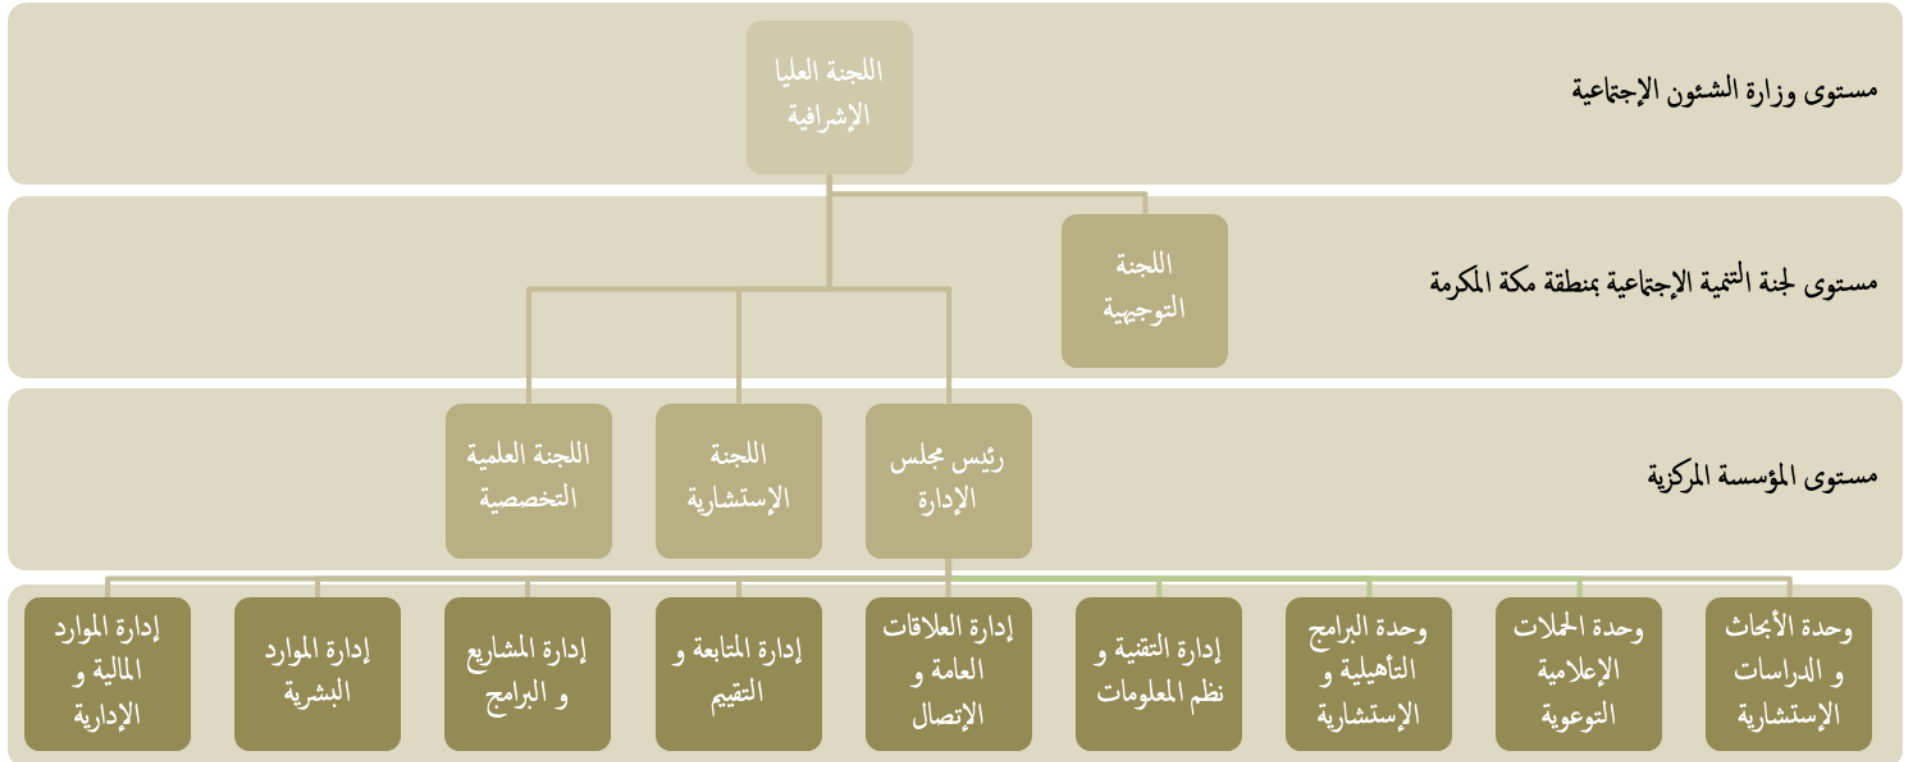 مستوى وزارة الشئون الإجتماعية
اللجنة العليا
الإشرافية
مستوى لجنة التنمية الإجتماعية بمنطقة مكة المكرمة
اللجنة
التوجيهية
مستوى المؤسسة المركزية
رئيس مجلس
الإدارة
اللجنة
الإستشارية
اللجنة العلمية
التخصصية
وحدة الأبحاث
و الدراسات
الإستشارية
وحدة الحملات
الإعلامية
التوعوية
وحدة البرامج
التأهيلية و
الإستشارية
إدارة التقنية و
نظم المعلومات
إدارة العلاقات
العامة و
الإتصال
إدارة المتابعة و
التقييم
إدارة المشاريع
و البرامج
إدارة الموارد
البشرية
إدارة الموارد
المالية و
الإدارية